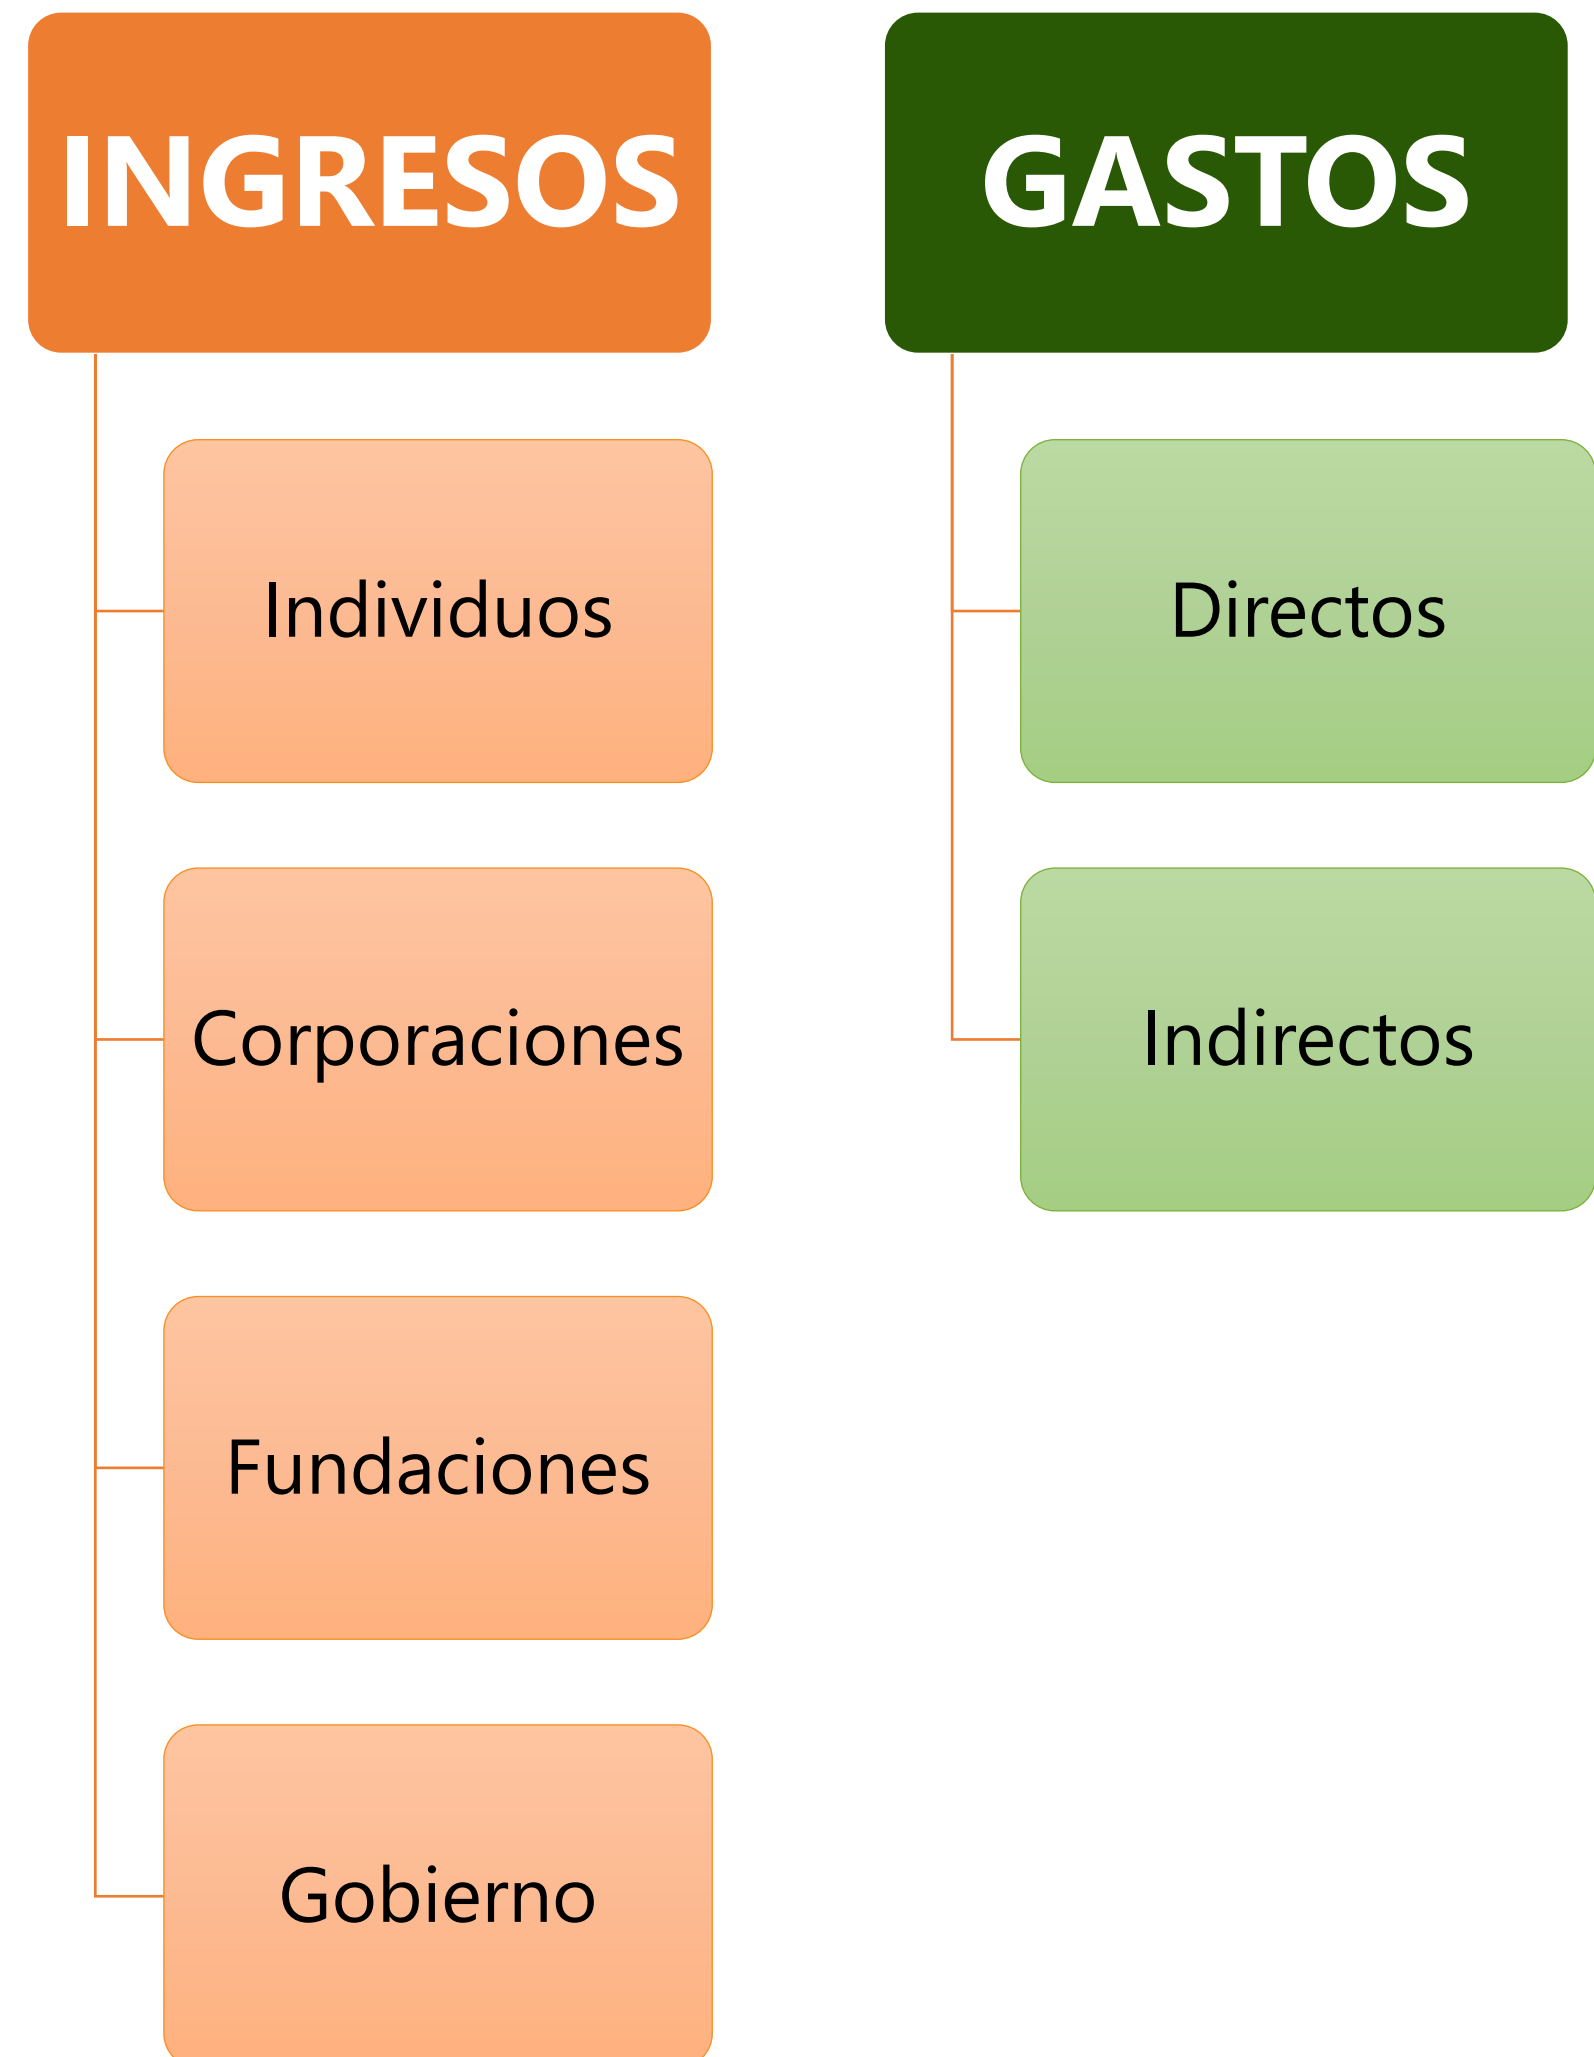 INGRESOS
Individuos
Corporaciones
Fundaciones
Gobierno
GASTOS
Directos
Indirectos